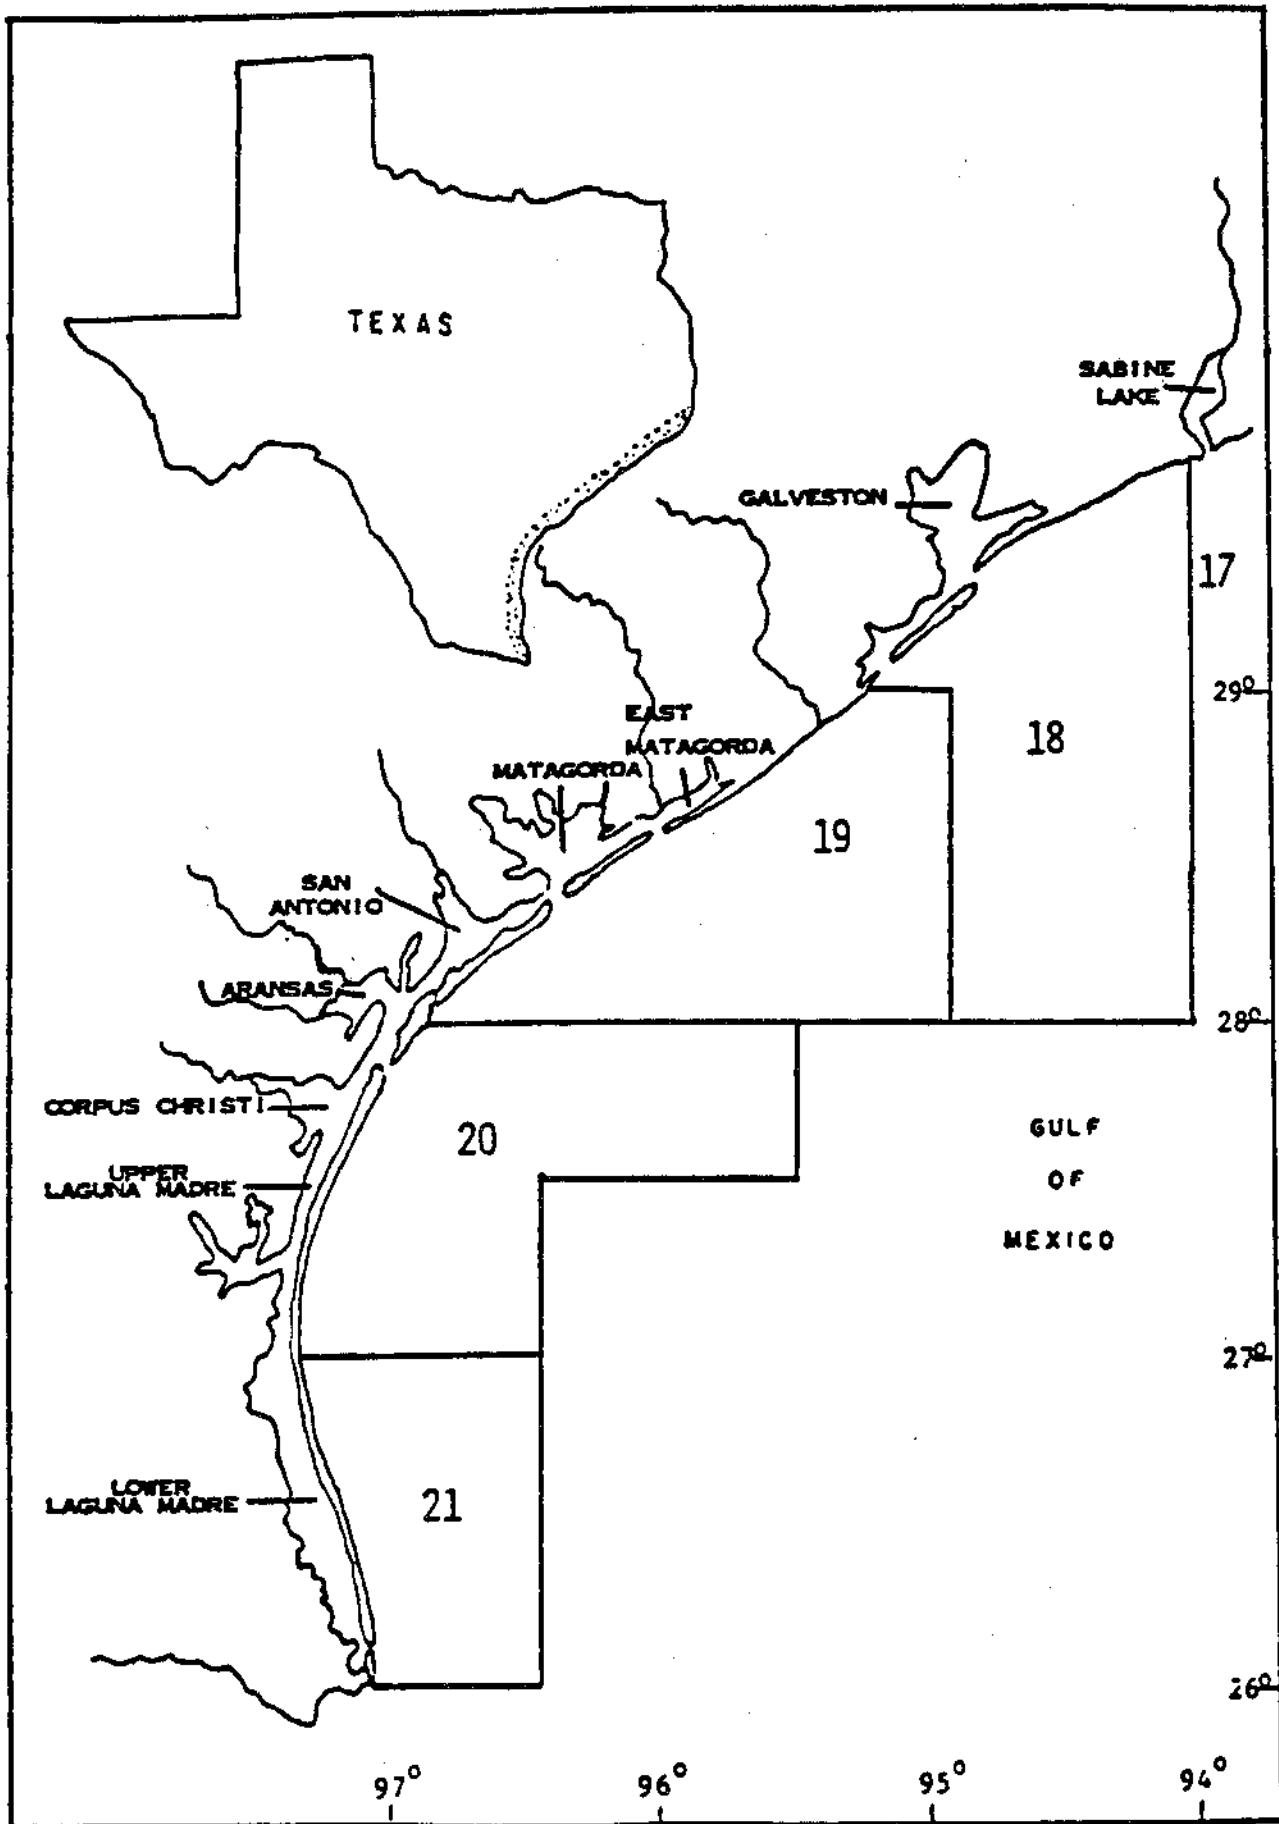 TEXAS
SABINE
LAKE
GALVESTON
17
29°
EAST
MATAGORDA
18
MATAGORDA
19
SAN
ANTONIO
ARANSAS
28°
CORPUS CHRISTI
20
GULF
OF
MEXICO
UPPER
LAGUNA MADRE
27°
LOWER
LAGUNA MADRE
21
26°
97°
96°
95°
94°